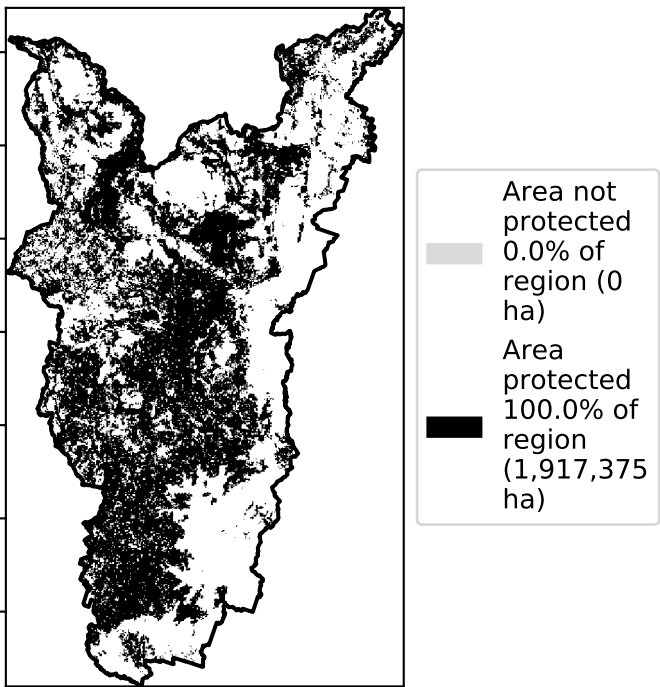 Area not
protected
0.0% of
region (0
ha)
Area
protected
100.0% of
region
(1,917,375
ha)